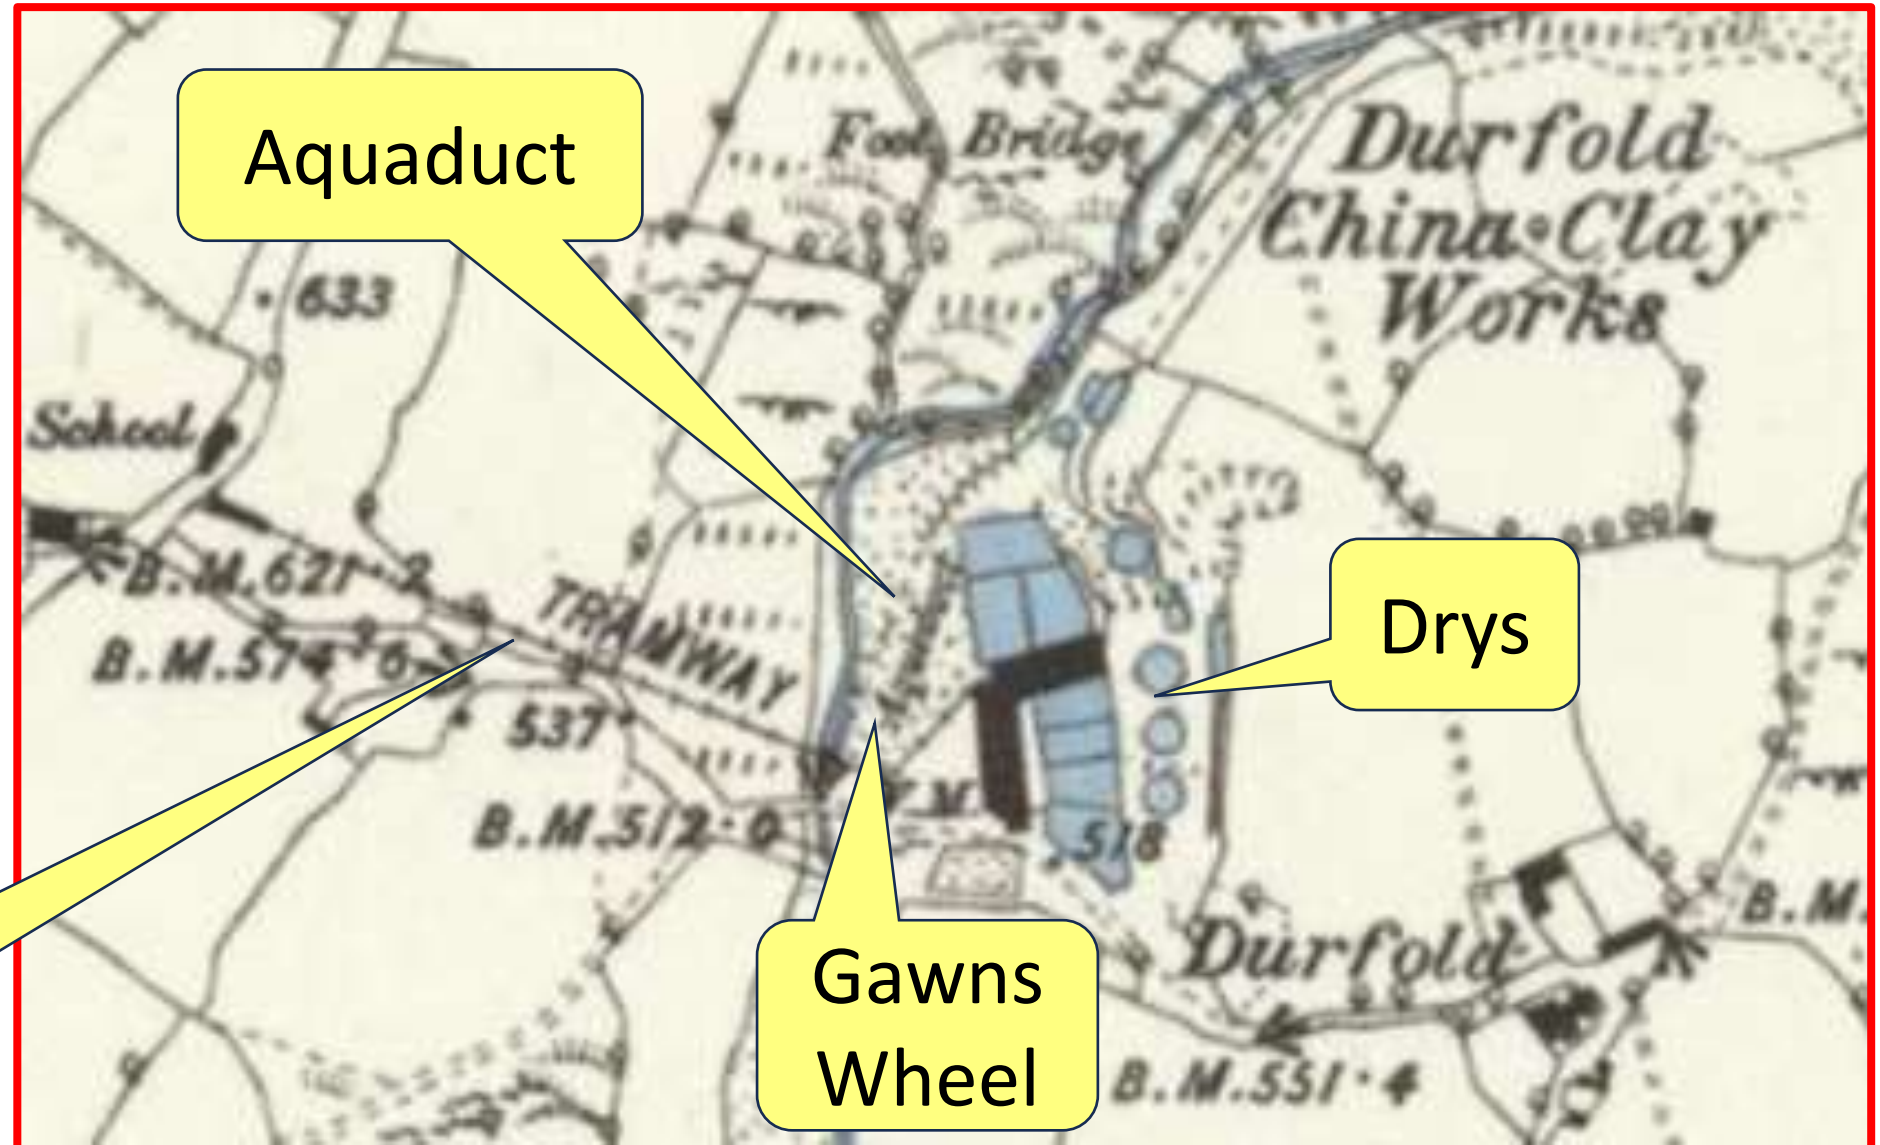 Aquaduct
Foot Bridge
Durfold
China Clay
Works
633
School
B.M.621·2
TRAMWAY
Drys
B.M.574·6
Aqueduct
537
B.M.512·0
W.M.
518
Gawns
Wheel
Durfold
B.M.
B.M.551·4